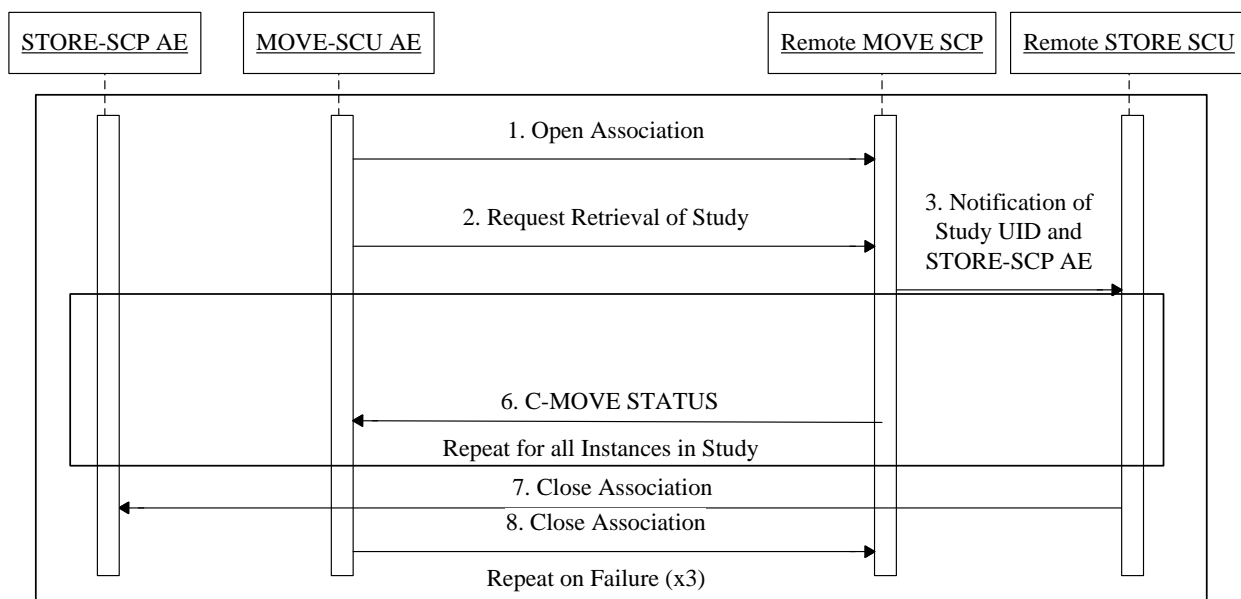 STORE-SCP AE
MOVE-SCU AE
Remote MOVE SCP
Remote STORE SCU
1. Open Association
2. Request Retrieval of Study
3. Notification of
Study UID and
STORE-SCP AE
6. C-MOVE STATUS
Repeat for all Instances in Study
7. Close Association
8. Close Association
Repeat on Failure (x3)